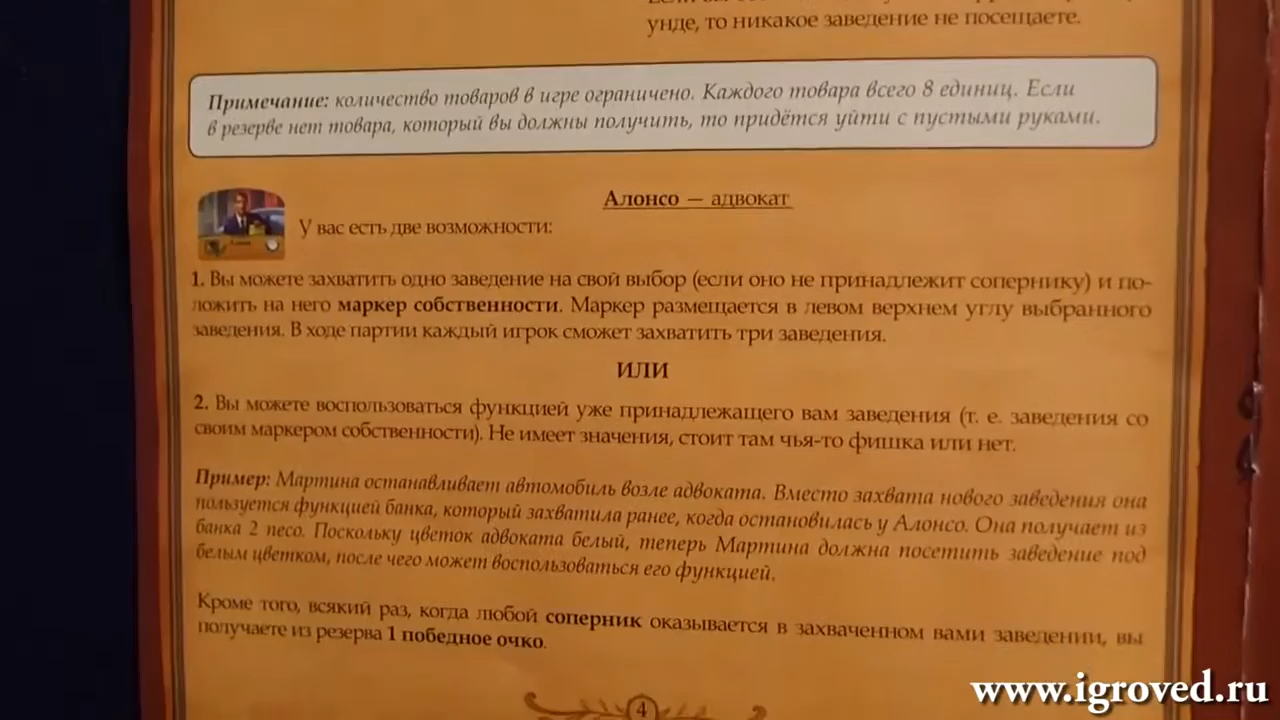 унде, то никакое заведение не посещаете.
Примечание: количество товаров в игре ограничено. Каждого товара всего 8 единиц. Если
в резерве нет товара, который вы должны получить, то придётся уйти с пустыми руками.
Алонсо — адвокат
У вас есть две возможности:
1. Вы можете захватить одно заведение на свой выбор (если оно не принадлежит сопернику) и по-
ложить на него маркер собственности. Маркер размещается в левом верхнем углу выбранного
заведения. В ходе партии каждый игрок сможет захватить три заведения.
ИЛИ
2. Вы можете воспользоваться функцией уже принадлежащего вам заведения (т. е. заведения со
своим маркером собственности). Не имеет значения, стоит там чья-то фишка или нет.
Пример: Мартина останавливает автомобиль возле адвоката. Вместо захвата нового заведения она
пользуется функцией банка, который захватила ранее, когда остановилась у Алонсо. Она получает из
банка 2 песо. Поскольку цветок адвоката белый, теперь Мартина должна посетить заведение под
белым цветком, после чего может воспользоваться его функцией.
Кроме того, всякий раз, когда любой соперник оказывается в захваченном вами заведении, вы
получаете из резерва 1 победное очко.
4
www.igroved.ru